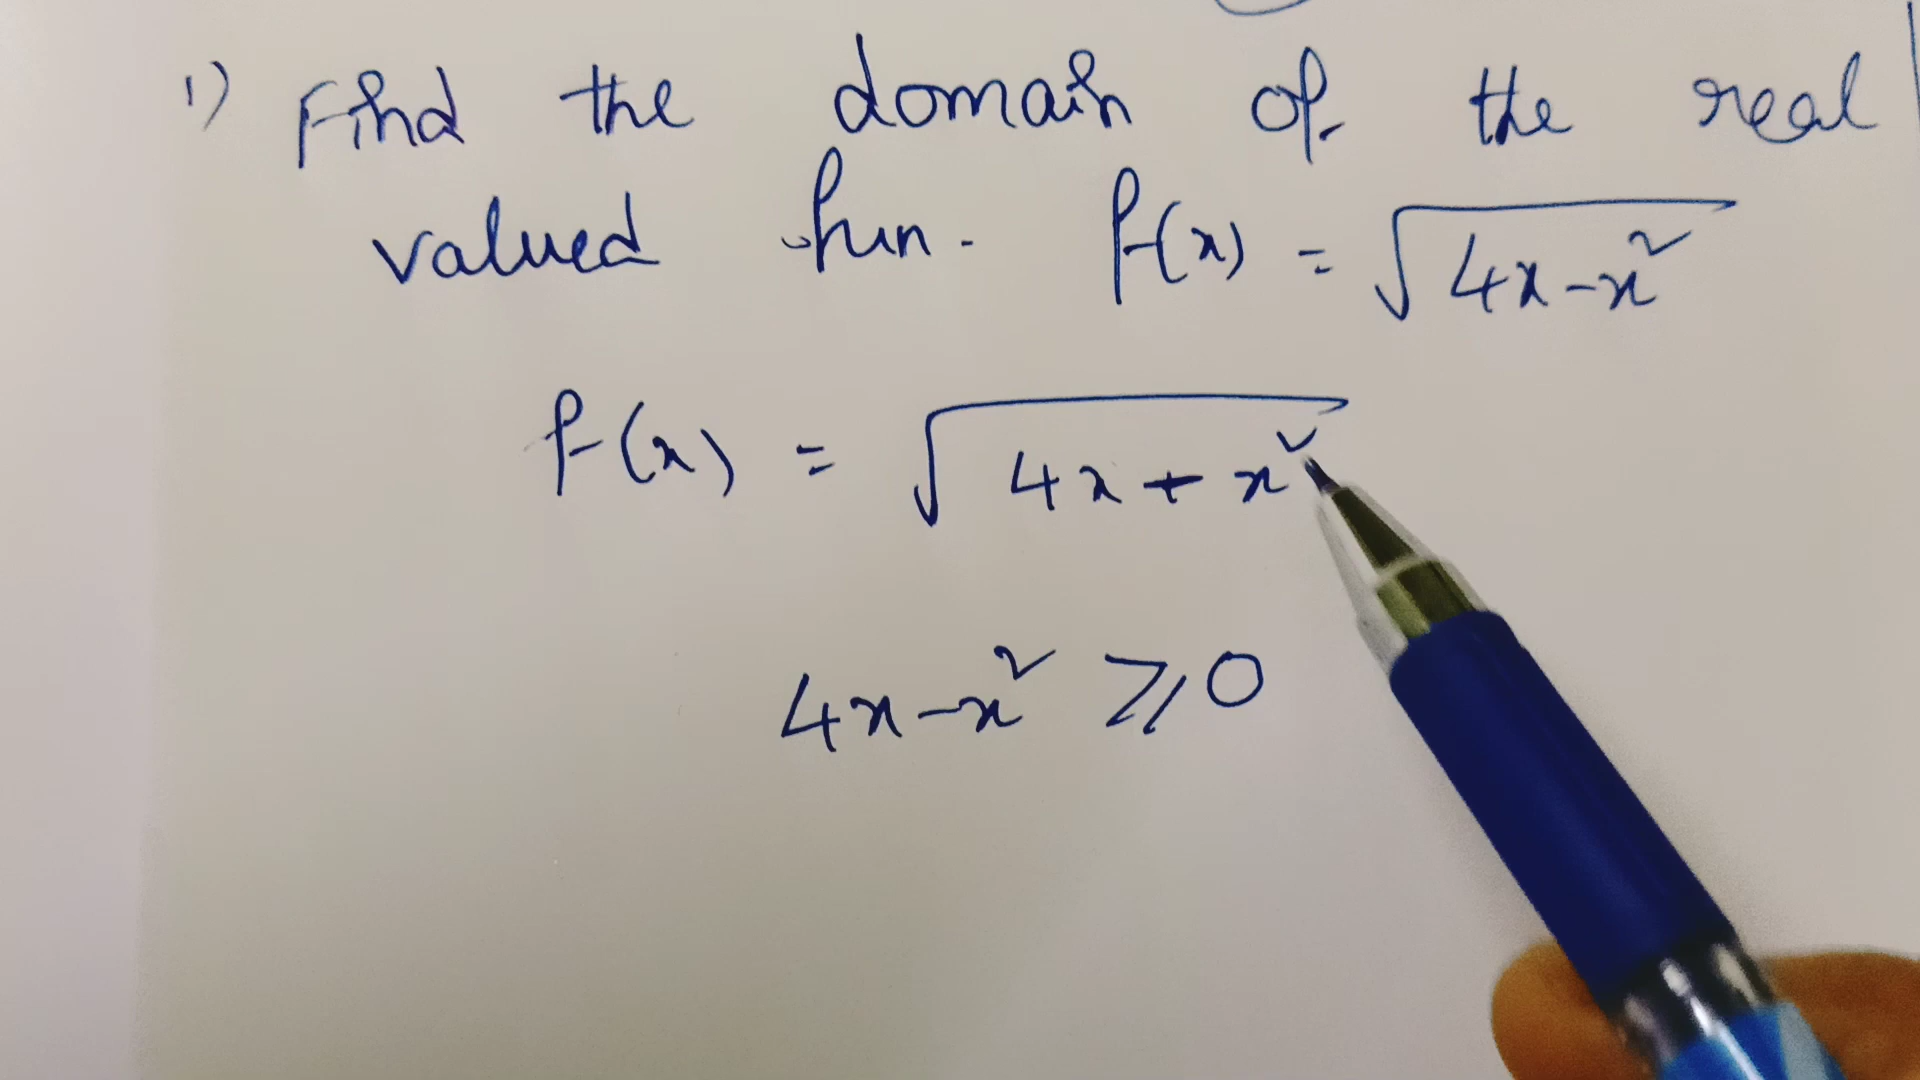 1) Find the domain of the real
valued fun. f(x) = √(4x-x²)
f(x) = √(4x + x²)
4x-x² ≥ 0